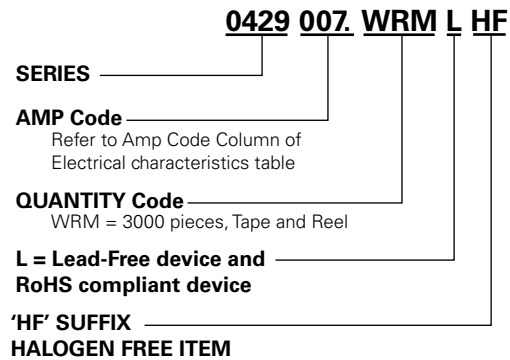 0429 007. WRM L HF
SERIES
AMP Code
Refer to Amp Code Column of
Electrical characteristics table
QUANTITY Code
WRM = 3000 pieces, Tape and Reel
L = Lead-Free device and
RoHS compliant device
'HF' SUFFIX
HALOGEN FREE ITEM